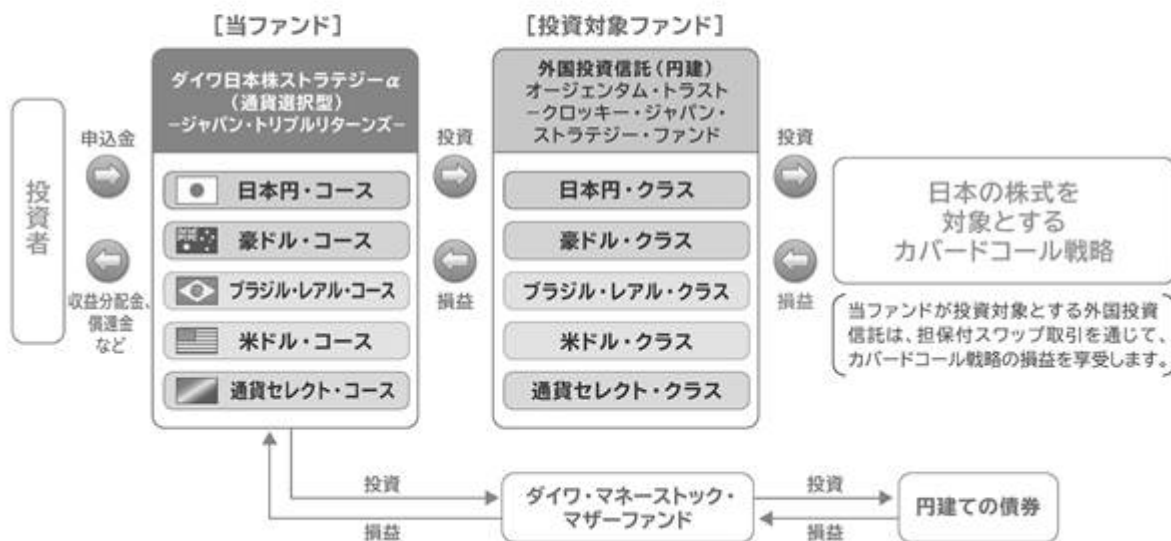 [当ファンド]
[投資対象ファンド]
ダイワ日本株ストラテジーα
(通貨選択型)
-ジャパン・トリプルリターンズ-
外国投資信託(円建)
オージェンタム・トラスト
-クロッキー・ジャパン・
ストラテジー・ファンド
投資者
申込金
収益分配金、
償還金
など
日本円・コース
豪ドル・コース
ブラジル・レアル・コース
米ドル・コース
通貨セレクト・コース
投資
損益
日本円・クラス
豪ドル・クラス
ブラジル・レアル・クラス
米ドル・クラス
通貨セレクト・クラス
投資
損益
日本の株式を
対象とする
カバードコール戦略
当ファンドが投資対象とする外国投資
信託は、担保付スワップ取引を通じて、
カバードコール戦略の損益を享受します。
投資
損益
ダイワ・マネーストック・
マザーファンド
投資
損益
円建ての債券